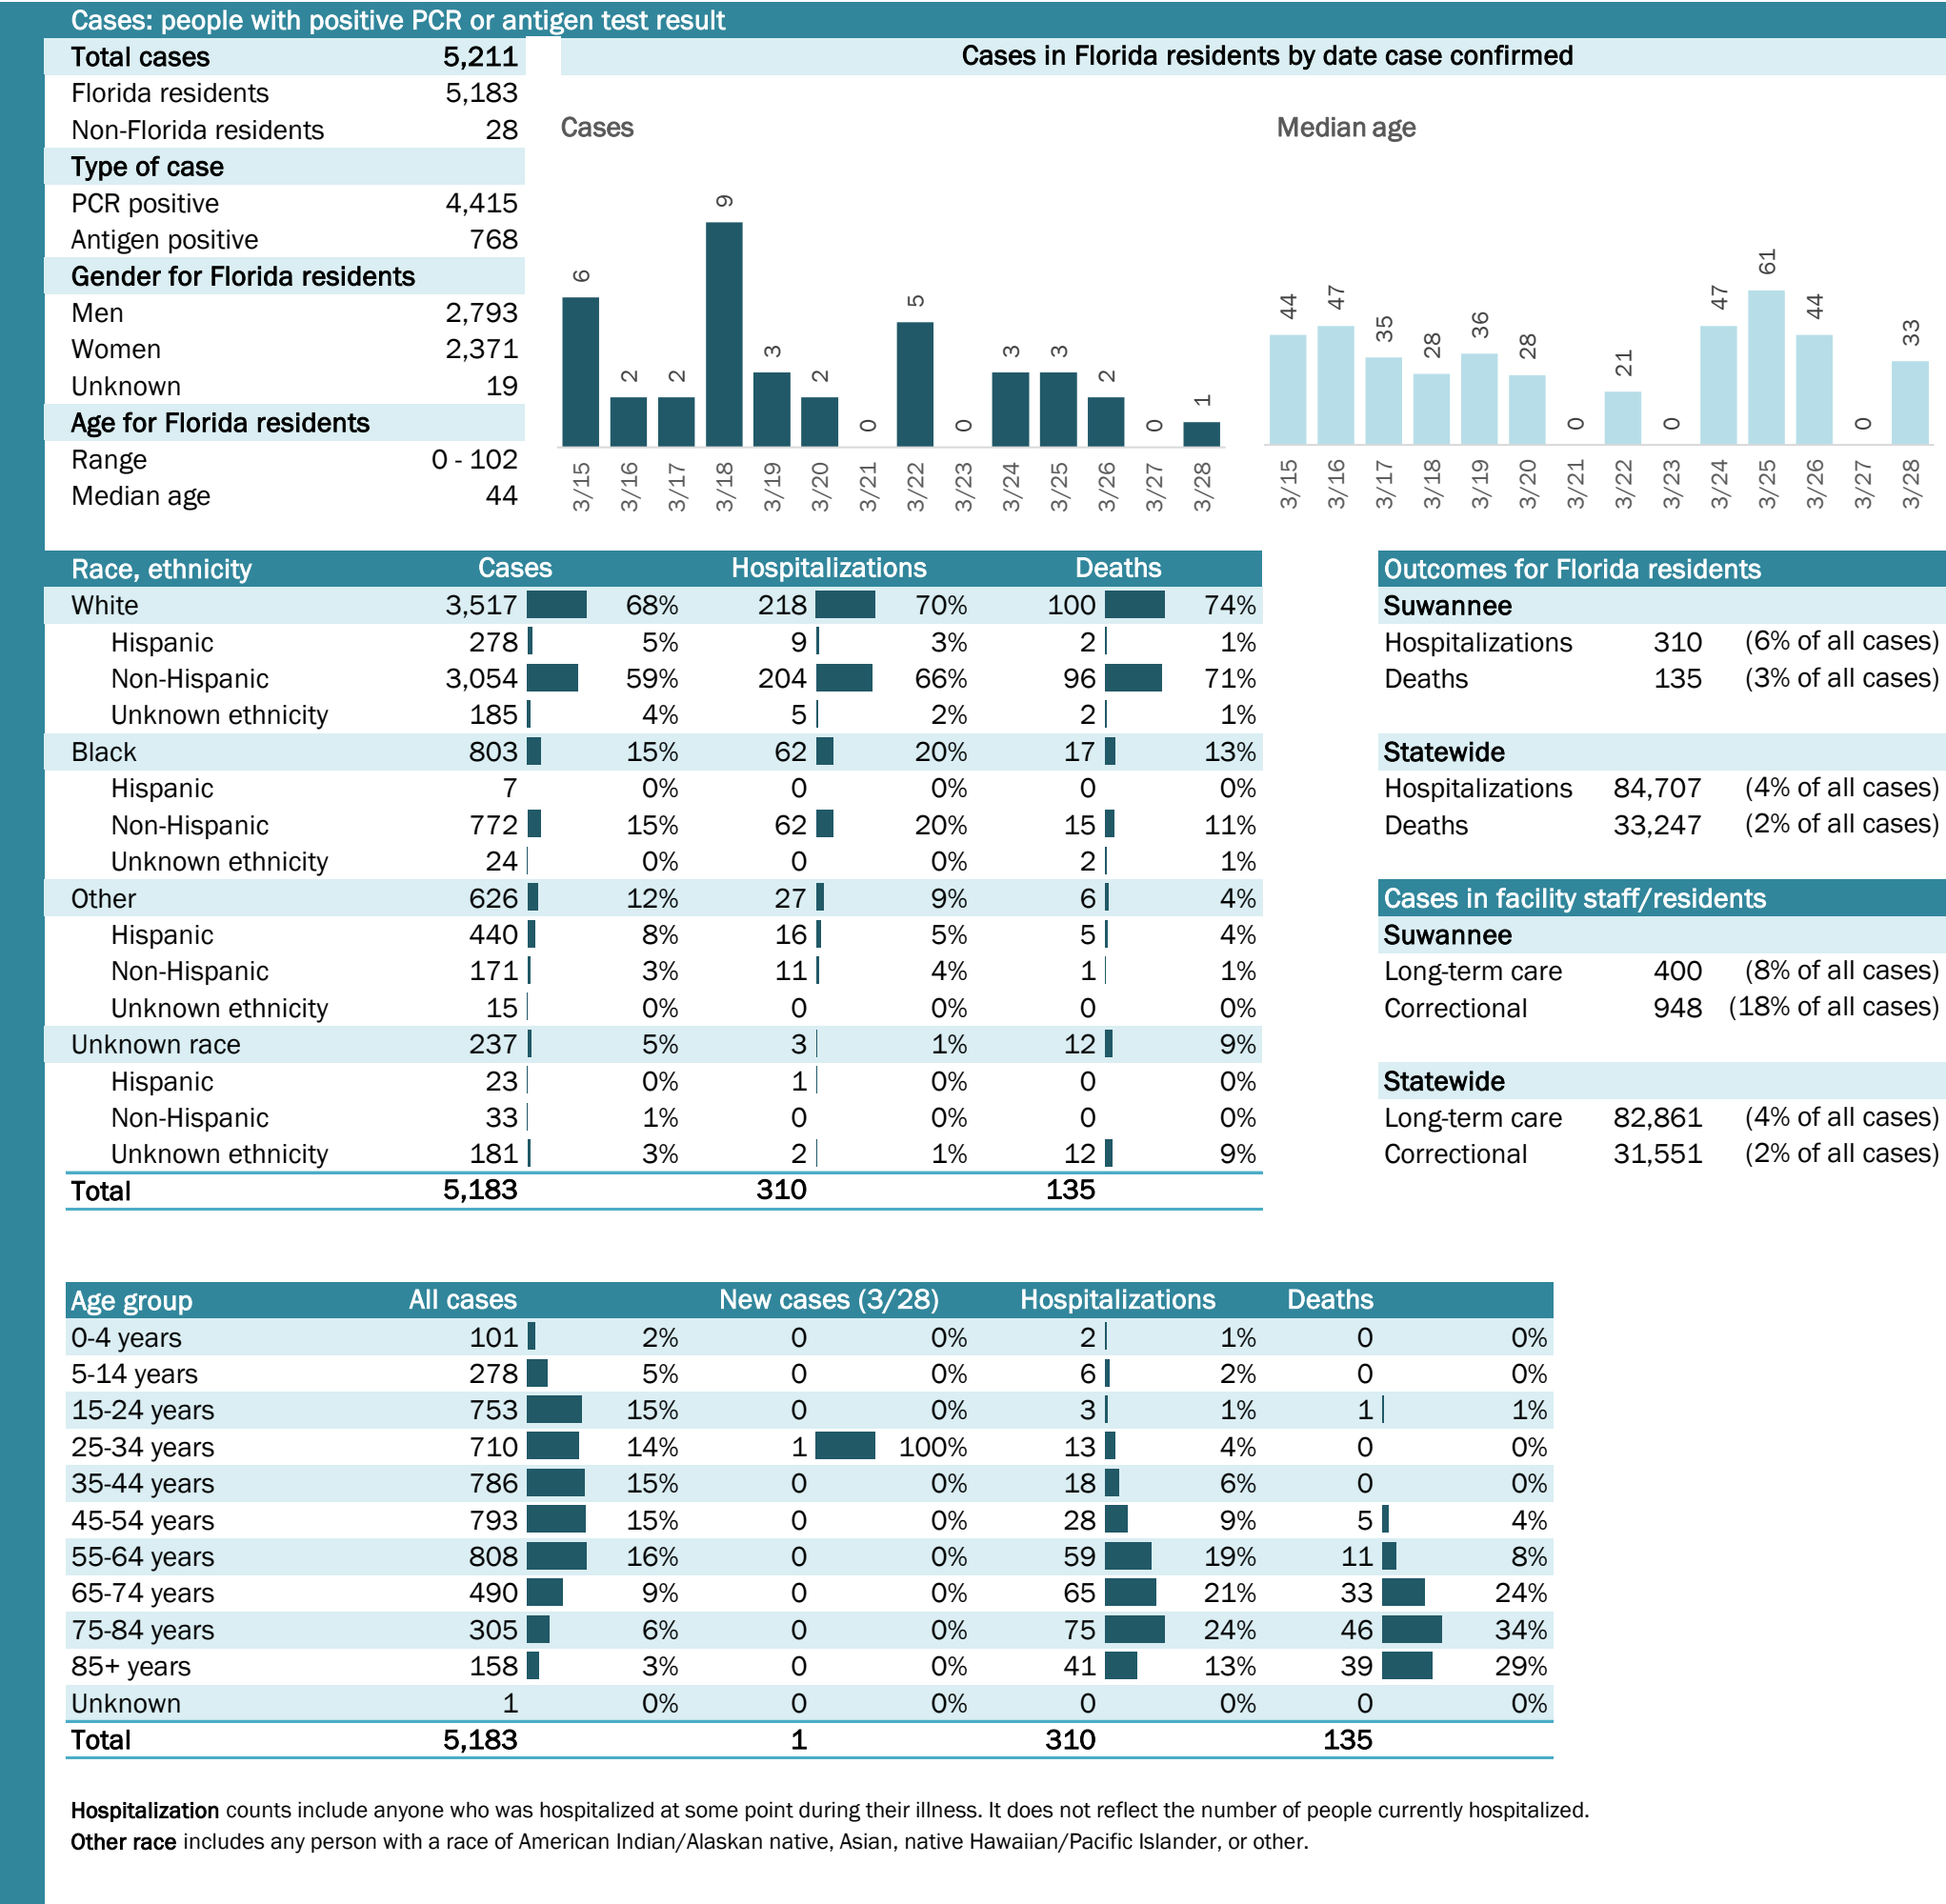 Cases: people with positive PCR or antigen test result
Total cases 5,211
Florida residents 5,183
Non-Florida residents 28
Type of case
PCR positive 4,415
Antigen positive 768
Gender for Florida residents
Men 2,793
Women 2,371
Unknown 19
Age for Florida residents
Range 0 - 102
Median age 44
Cases in Florida residents by date case confirmed
Cases
6 2 2 9 3 2 0 5 0 3 3 2 0 1
3/15 3/16 3/17 3/18 3/19 3/20 3/21 3/22 3/23 3/24 3/25 3/26 3/27 3/28
Median age
44 47 35 28 36 28 0 21 0 47 61 44 0 33
3/15 3/16 3/17 3/18 3/19 3/20 3/21 3/22 3/23 3/24 3/25 3/26 3/27 3/28
Race, ethnicity Cases Hospitalizations Deaths
White 3,517 68% 218 70% 100 74%
Hispanic 278 5% 9 3% 2 1%
Non-Hispanic 3,054 59% 204 66% 96 71%
Unknown ethnicity 185 4% 5 2% 2 1%
Black 803 15% 62 20% 17 13%
Hispanic 7 0% 0 0% 0 0%
Non-Hispanic 772 15% 62 20% 15 11%
Unknown ethnicity 24 0% 0 0% 2 1%
Other 626 12% 27 9% 6 4%
Hispanic 440 8% 16 5% 5 4%
Non-Hispanic 171 3% 11 4% 1 1%
Unknown ethnicity 15 0% 0 0% 0 0%
Unknown race 237 5% 3 1% 12 9%
Hispanic 23 0% 1 0% 0 0%
Non-Hispanic 33 1% 0 0% 0 0%
Unknown ethnicity 181 3% 2 1% 12 9%
Total 5,183 310 135
Outcomes for Florida residents
Suwannee
Hospitalizations 310 (6% of all cases)
Deaths 135 (3% of all cases)
Statewide
Hospitalizations 84,707 (4% of all cases)
Deaths 33,247 (2% of all cases)
Cases in facility staff/residents
Suwannee
Long-term care 400 (8% of all cases)
Correctional 948 (18% of all cases)
Statewide
Long-term care 82,861 (4% of all cases)
Correctional 31,551 (2% of all cases)
Age group All cases New cases (3/28) Hospitalizations Deaths
0-4 years 101 2% 0 0% 2 1% 0 0%
5-14 years 278 5% 0 0% 6 2% 0 0%
15-24 years 753 15% 0 0% 3 1% 1 1%
25-34 years 710 14% 1 100% 13 4% 0 0%
35-44 years 786 15% 0 0% 18 6% 0 0%
45-54 years 793 15% 0 0% 28 9% 5 4%
55-64 years 808 16% 0 0% 59 19% 11 8%
65-74 years 490 9% 0 0% 65 21% 33 24%
75-84 years 305 6% 0 0% 75 24% 46 34%
85+ years 158 3% 0 0% 41 13% 39 29%
Unknown 1 0% 0 0% 0 0% 0 0%
Total 5,183 1 310 135
Hospitalization counts include anyone who was hospitalized at some point during their illness. It does not reflect the number of people currently hospitalized.
Other race includes any person with a race of American Indian/Alaskan native, Asian, native Hawaiian/Pacific Islander, or other.